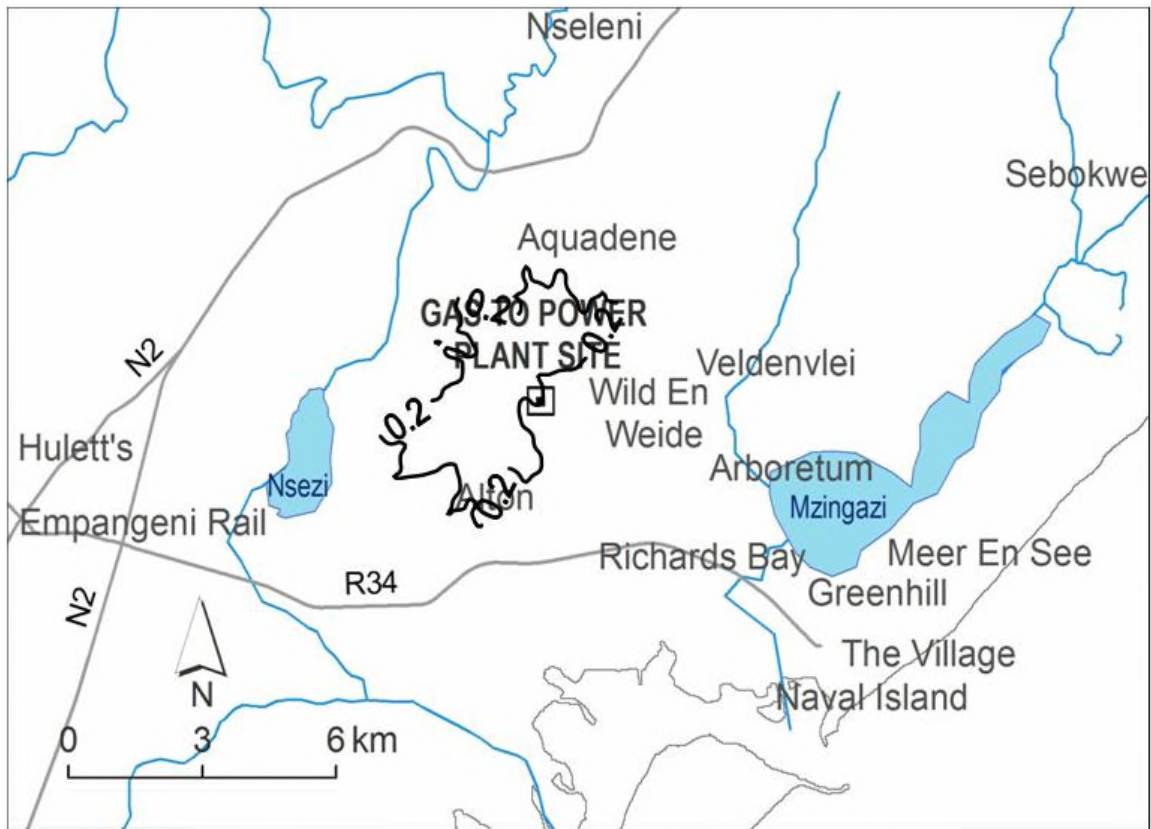 Nseleni
Sebokwe
Aquadene
(0.2)
GAS TO POWER
0.2
PLANT SITE
N2
Veldenvlei
Wild En
Weide
(0.2
Hulett's
Arboretum
Nsezi
Alton
(0.2)
Mzingazi
Empangeni Rail
Richards Bay
Meer En See
R34
Greenhill
N2
The Village
N
Naval Island
0
3
6 km